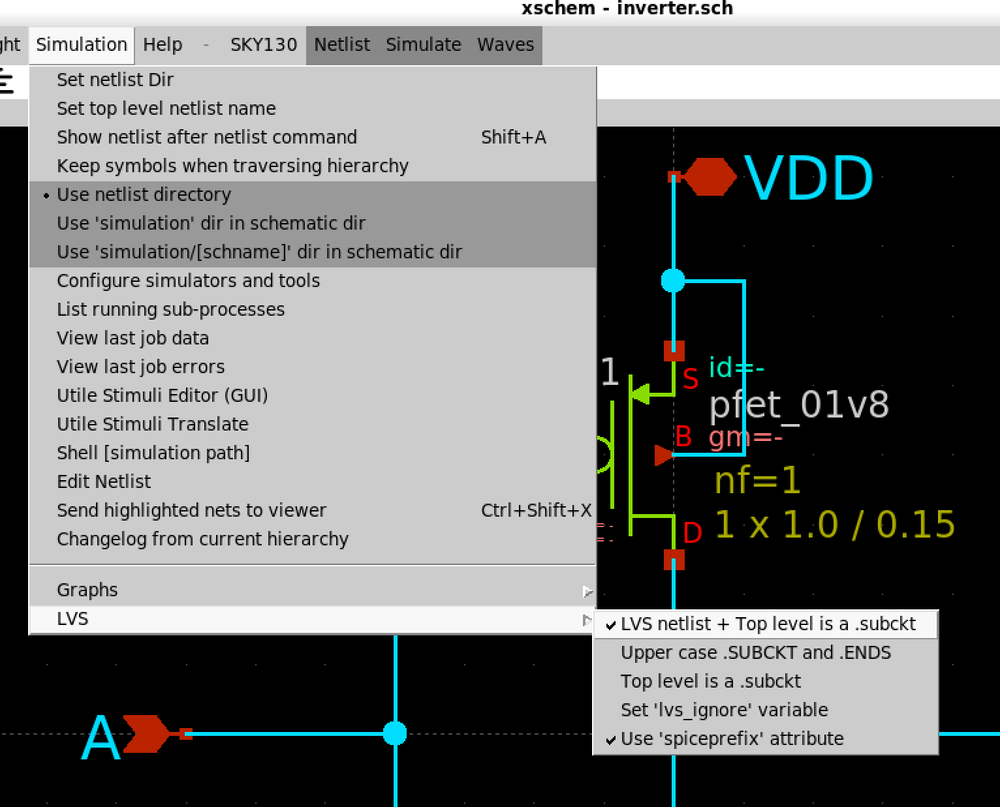 xschem - inverter.sch
ght Simulation Help - SKY130 Netlist Simulate Waves
Set netlist Dir
Set top level netlist name
Show netlist after netlist command Shift+A
Keep symbols when traversing hierarchy
• Use netlist directory
Use 'simulation' dir in schematic dir
Use 'simulation/[schname]' dir in schematic dir
Configure simulators and tools
List running sub-processes
View last job data
View last job errors
Utile Stimuli Editor (GUI)
Utile Stimuli Translate
Shell [simulation path]
Edit Netlist
Send highlighted nets to viewer Ctrl+Shift+X
Changelog from current hierarchy
Graphs
LVS
LVS netlist + Top level is a .subckt
Upper case .SUBCKT and .ENDS
Top level is a .subckt
Set 'lvs_ignore' variable
Use 'spiceprefix' attribute
VDD
1
S
id=-
pfet_01v8
B
gm=-
nf=1
1 x 1.0 / 0.15
D
=-
=-
A